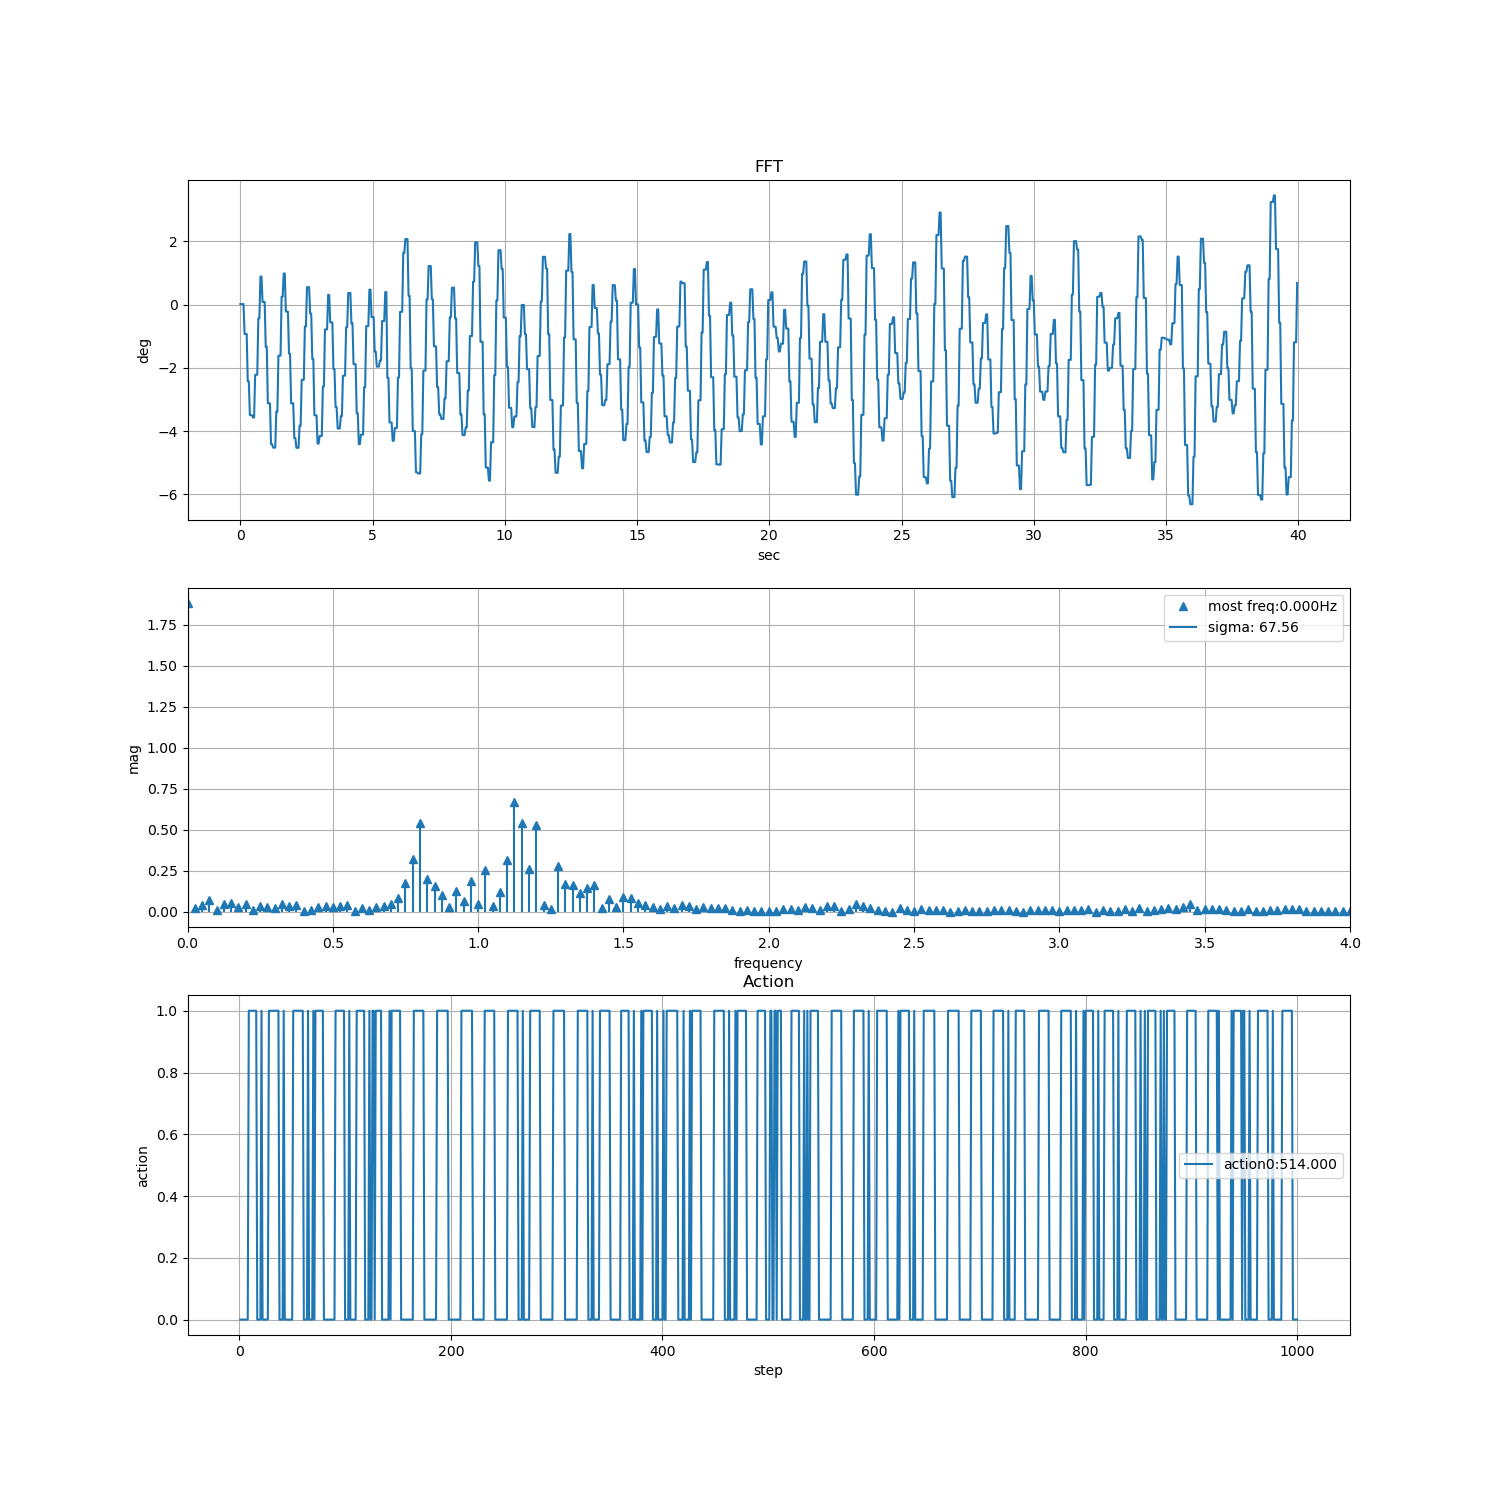 FFT
deg
2
0
−2
−4
−6
0 5 10 15 20 25 30 35 40
sec
most freq:0.000Hz
sigma: 67.56
mag
1.75
1.50
1.25
1.00
0.75
0.50
0.25
0.00
0.0 0.5 1.0 1.5 2.0 2.5 3.0 3.5 4.0
frequency
Action
action
1.0
0.8
0.6
0.4
0.2
0.0
action0:514.000
0 200 400 600 800 1000
step